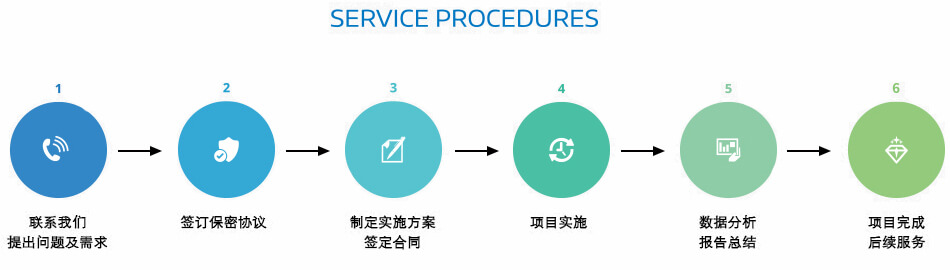 SERVICE PROCEDURES
1
2
3
4
5
6
联系我们
提出问题及需求
签订保密协议
制定实施方案
签定合同
项目实施
数据分析
报告总结
项目完成
后续服务